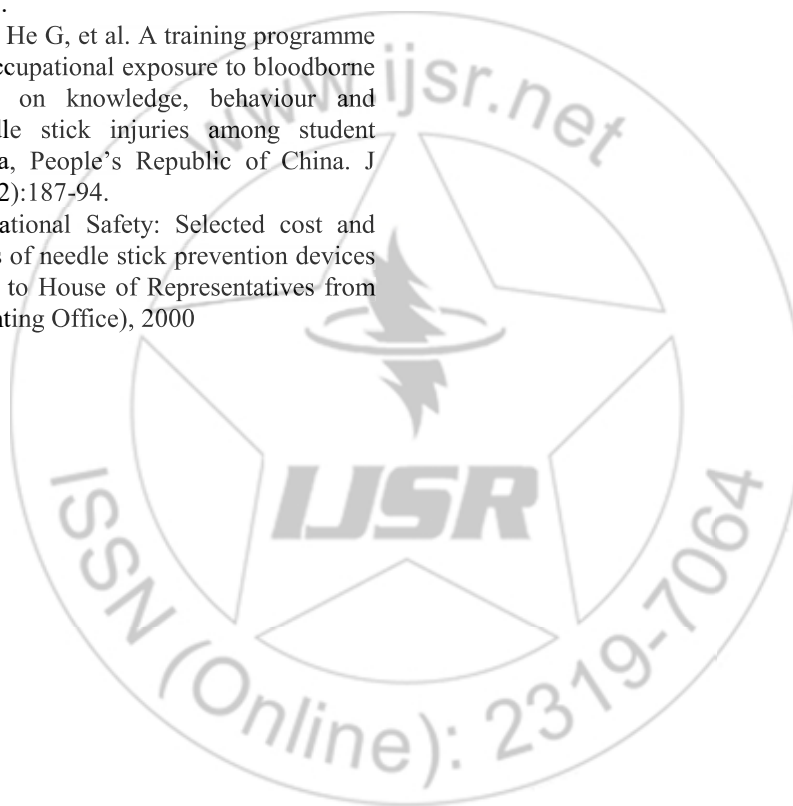 .
He G, et al. A training programme
ccupational exposure to bloodborne
on knowledge, behaviour and
dle stick injuries among student
a, People's Republic of China. J
2):187-94.
ational Safety: Selected cost and
s of needle stick prevention devices
to House of Representatives from
nting Office), 2000
www.ijsr.net
IJSR
ISSN (Online): 2319-7064